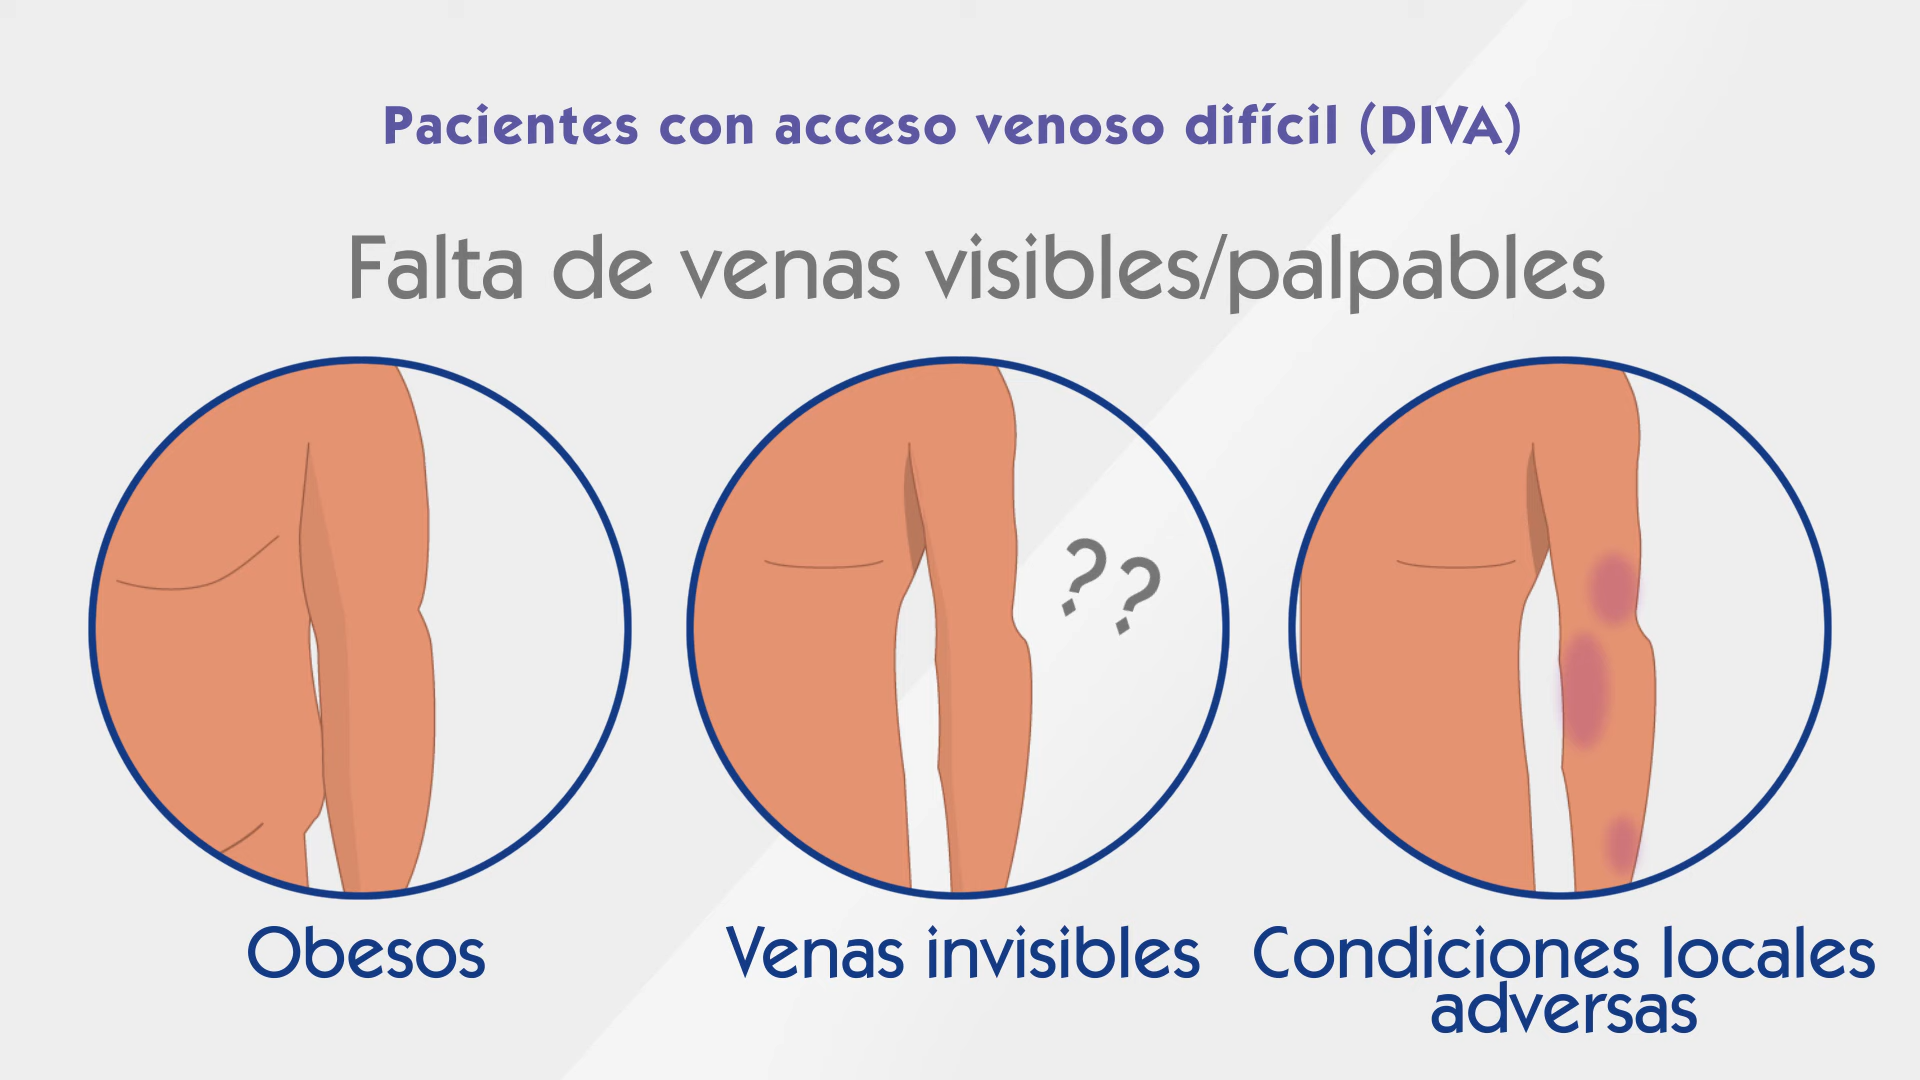 Pacientes con acceso venoso difícil (DIVA)
Falta de venas visibles/palpables
??
Obesos
Venas invisibles
Condiciones locales
adversas